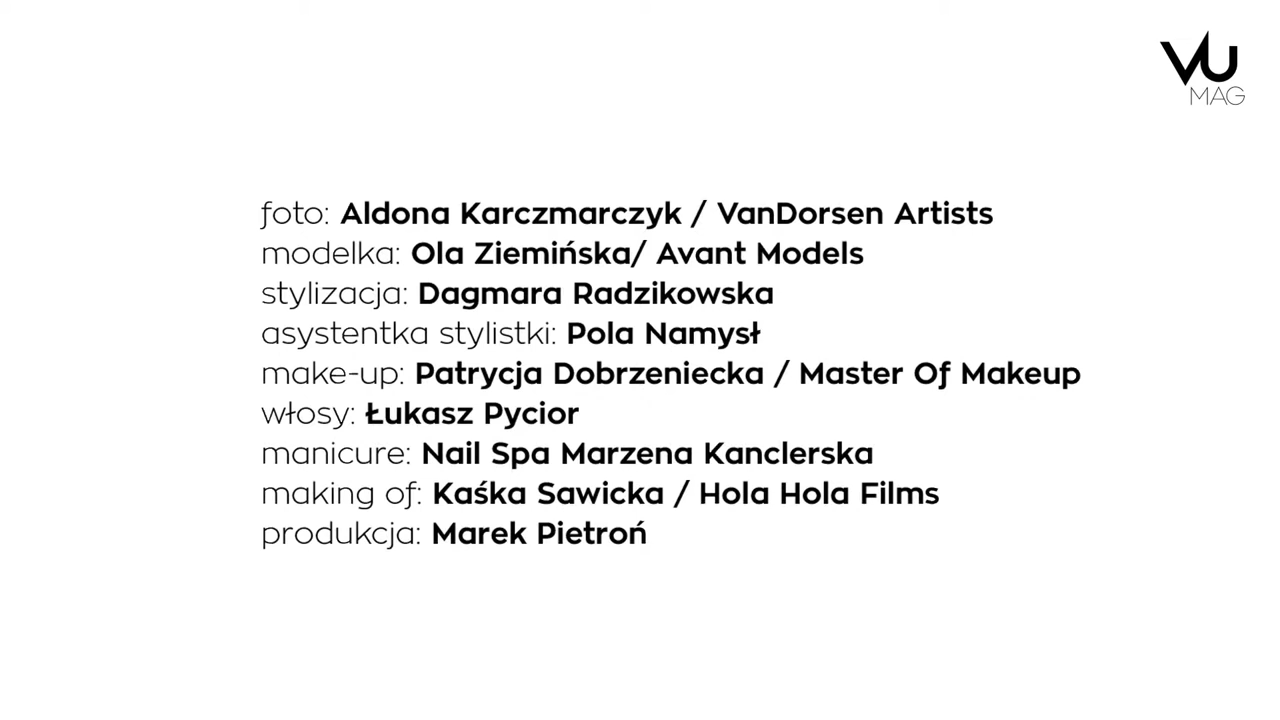 VU
MAG
foto: Aldona Karczmarczyk / VanDorsen Artists
modelka: Ola Ziemińska/ Avant Models
stylizacja: Dagmara Radzikowska
asystentka stylistki: Pola Namysł
make-up: Patrycja Dobrzeniecka / Master Of Makeup
włosy: Łukasz Pycior
manicure: Nail Spa Marzena Kanclerska
making of: Kaśka Sawicka / Hola Hola Films
produkcja: Marek Pietroń